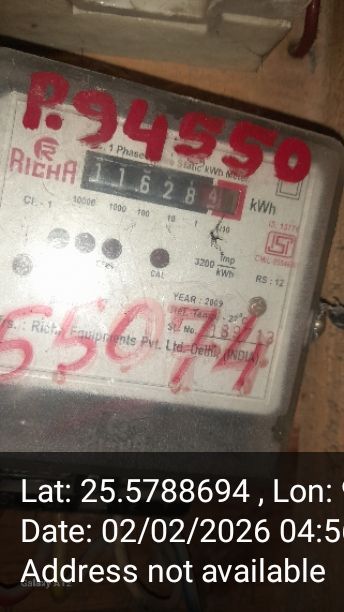 P.94550
RICHA
1 Phase Static kWh Meter
116284 kWh
Cl. - 1 10000 1000 100 10 1 1/10
CAL 3200 Imp/kWh
RS : 12
YEAR : 2009
55074
Equipments Pvt. Ltd. Delhi (INDIA)
Lat: 25.5788694 , Lon:
Date: 02/02/2026 04:5
Address not available